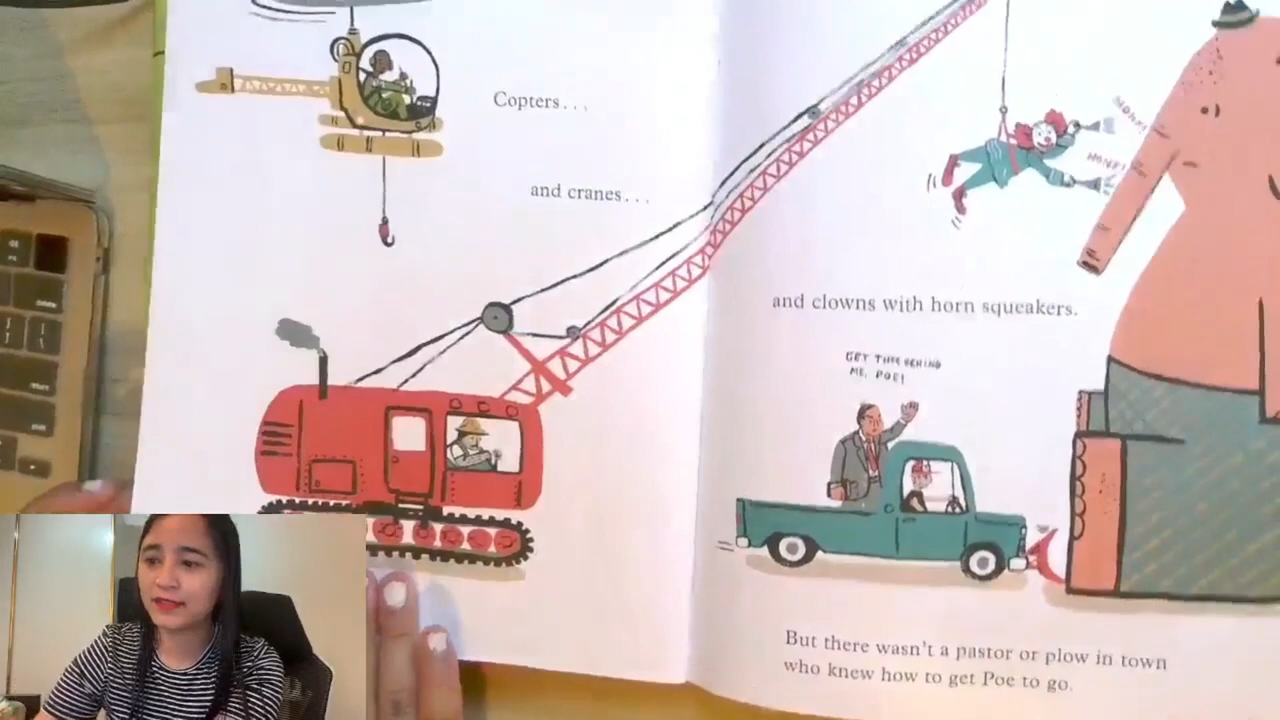 Copters...
and cranes...
HONK!
HONK!
and clowns with horn squeakers.
GET THEE BEHIND
ME, POE!
But there wasn't a pastor or plow in town
who knew how to get Poe to go.